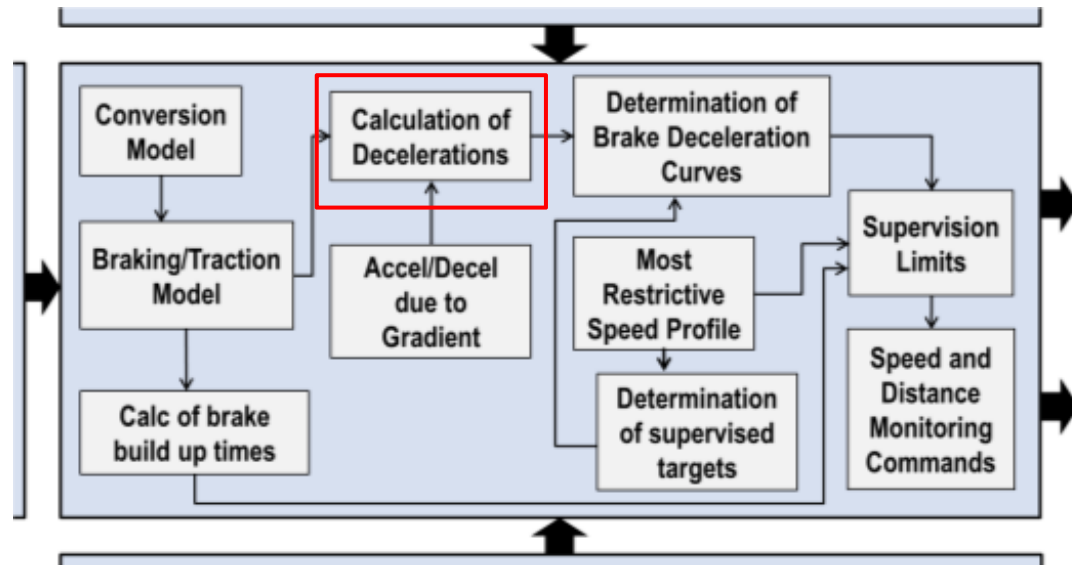 Conversion
Model
Calculation of
Decelerations
Determination of
Brake Deceleration
Curves
Braking/Traction
Model
Accel/Decel
due to
Gradient
Most
Restrictive
Speed Profile
Supervision
Limits
Calc of brake
build up times
Determination
of supervised
targets
Speed and
Distance
Monitoring
Commands